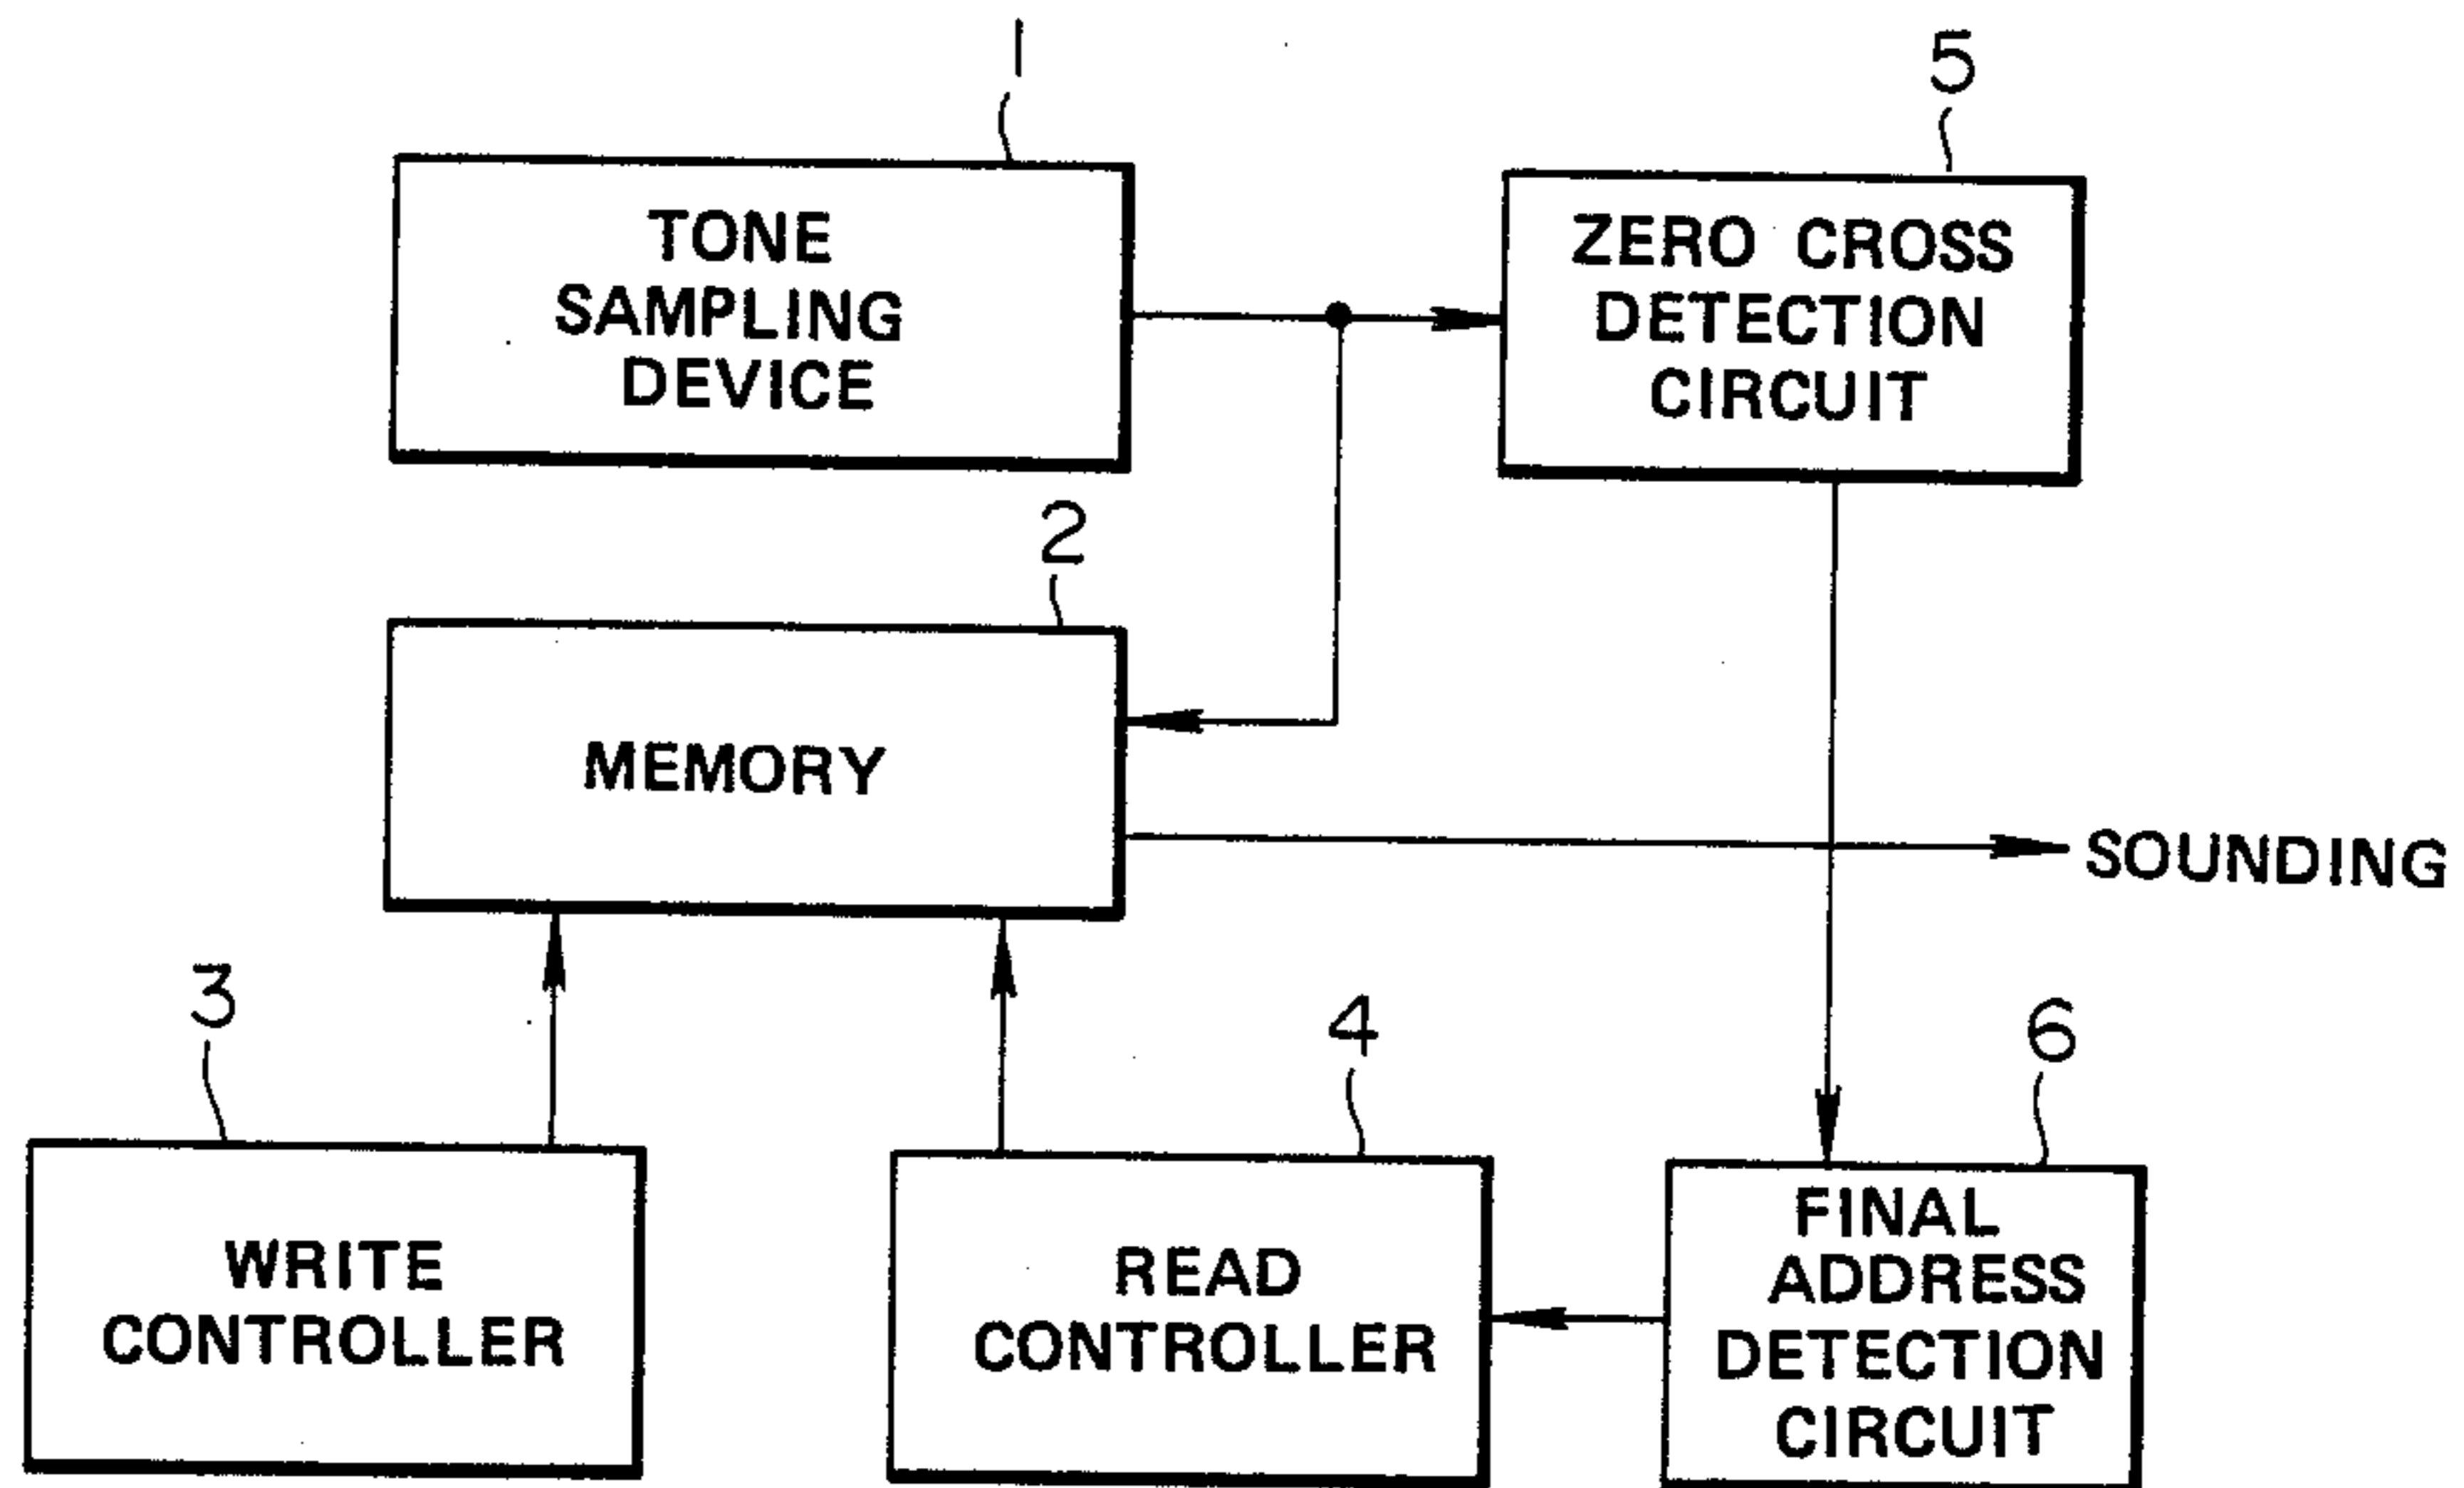 1
5
TONE
SAMPLING
DEVICE
ZERO CROSS
DETECTION
CIRCUIT
2
MEMORY
SOUNDING
3
4
6
WRITE
CONTROLLER
READ
CONTROLLER
FINAL
ADDRESS
DETECTION
CIRCUIT